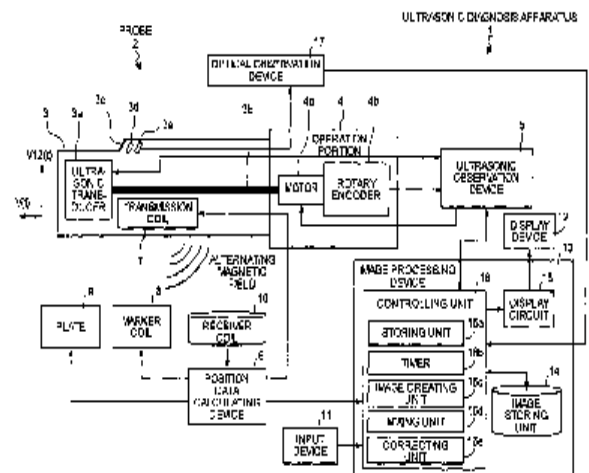 ULTRASONIC DIAGNOSIS APPARATUS
1
PROBE
2
17
OPTICAL OBSERVATION
DEVICE
3
3a
3c
3d
3e
3b
4a
4
4b
5
OPERATION
PORTION
ULTRA-
SONIC
TRANS-
DUCER
MOTOR
ROTARY
ENCODER
ULTRASONIC
OBSERVATION
DEVICE
TRANSMISSION
COIL
7
DISPLAY
DEVICE
ALTERNATING
MAGNETIC
FIELD
IMAGE PROCESSING
DEVICE
13
8
10
16
15
PLATE
MARKER
COIL
RECEIVER
COIL
CONTROLLING UNIT
DISPLAY
CIRCUIT
STORING UNIT
16a
TIMER
16b
6
POSITION
DATA
CALCULATING
DEVICE
IMAGE CREATING
UNIT
16c
14
IMAGE
STORING
UNIT
MIXING UNIT
16d
11
INPUT
DEVICE
CORRECTING
UNIT
16e